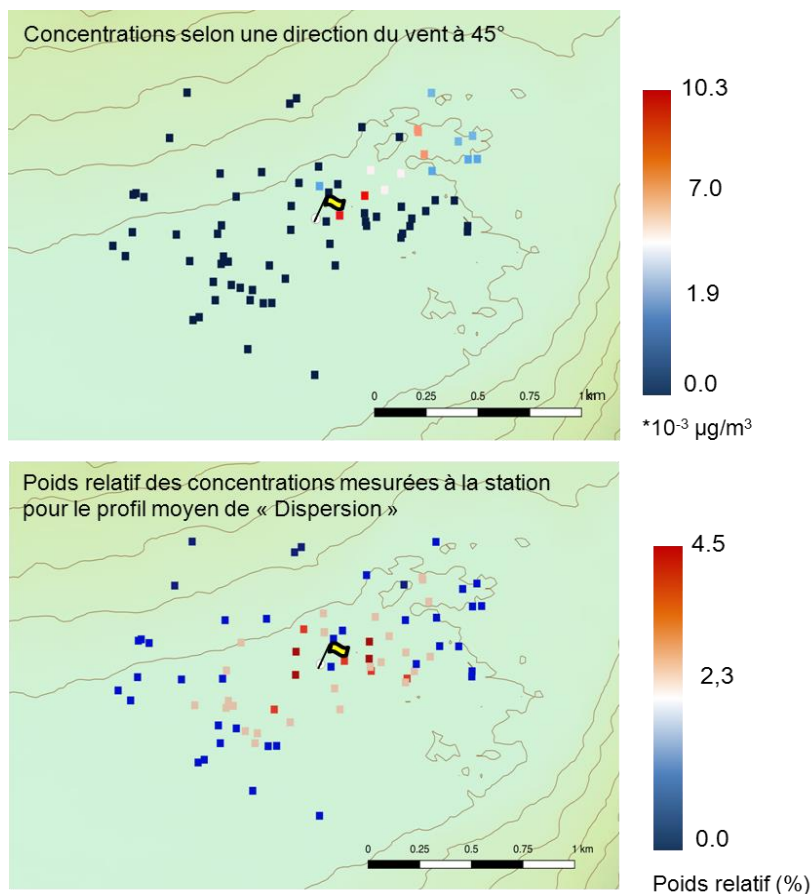 Concentrations selon une direction du vent à 45°
10.3
7.0
1.9
0.0
*10⁻³ µg/m³
0 0.25 0.5 0.75 1 km
Poids relatif des concentrations mesurées à la station
pour le profil moyen de « Dispersion »
4.5
2,3
0.0
Poids relatif (%)
0 0.25 0.5 0.75 1 km